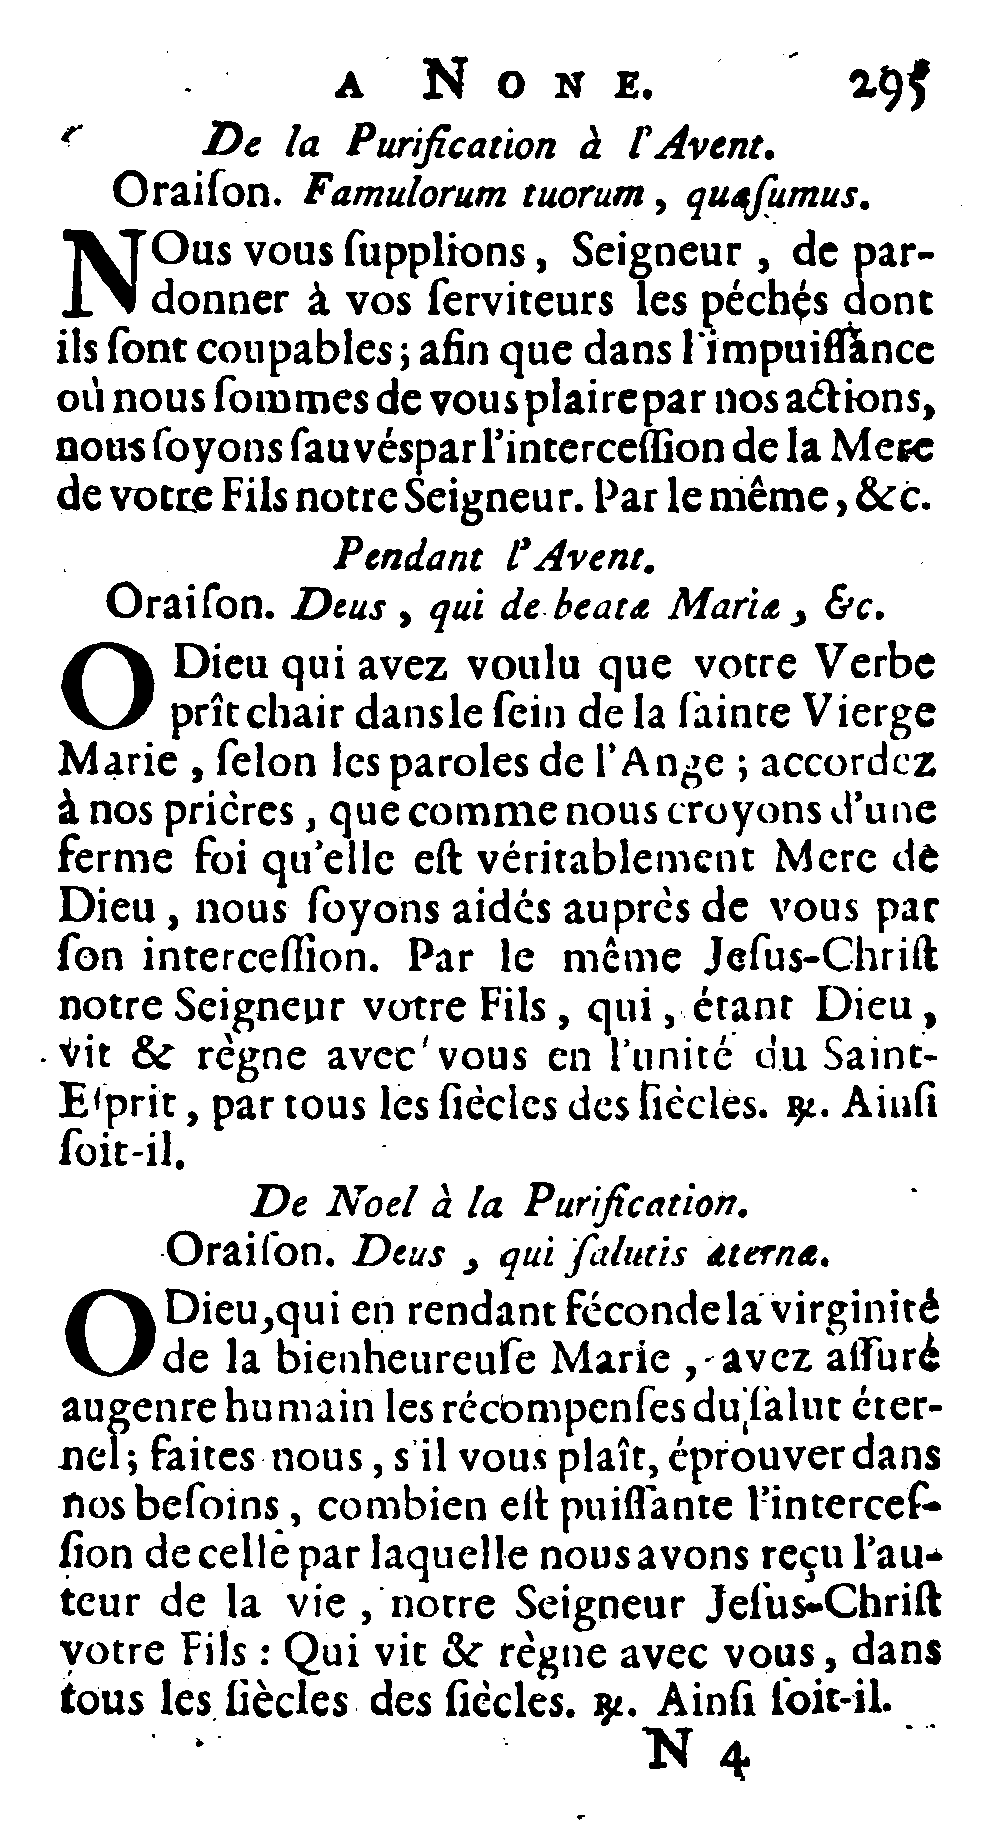 A NONE. 295
De la Purification à l'Avent.
Oraiſon. Famulorum tuorum, quæſumus.
NOus vous ſupplions, Seigneur, de par-
donner à vos ſerviteurs les péchés dont
ils ſont coupables; afin que dans l'impuiſſance
où nous ſommes de vous plaire par nos actions,
nous ſoyons ſauvés par l'interceſſion de la Mere
de votre Fils notre Seigneur. Par le même, &c.
Pendant l'Avent.
Oraiſon. Deus, qui de beatæ Mariæ, &c.
O Dieu qui avez voulu que votre Verbe
prît chair dans le ſein de la ſainte Vierge
Marie, ſelon les paroles de l'Ange; accordez
à nos prières, que comme nous croyons d'une
ferme foi qu'elle eſt véritablement Mere de
Dieu, nous ſoyons aidés auprès de vous par
ſon interceſſion. Par le même Jeſus-Chriſt
notre Seigneur votre Fils, qui, étant Dieu,
vit & règne avec vous en l'unité du Saint-
Eſprit, par tous les ſiècles des ſiècles. ℟. Ainſi
ſoit-il.
De Noel à la Purification.
Oraiſon. Deus, qui ſalutis æternæ.
O Dieu, qui en rendant féconde la virginité
de la bienheureuſe Marie, avez aſſuré
au genre humain les récompenſes du ſalut éter-
nel; faites nous, s'il vous plaît, éprouver dans
nos beſoins, combien eſt puiſſante l'interceſ-
ſion de celle par laquelle nous avons reçu l'au-
teur de la vie, notre Seigneur Jeſus-Chriſt
votre Fils: Qui vit & règne avec vous, dans
tous les ſiècles des ſiècles. ℟. Ainſi ſoit-il.
N 4